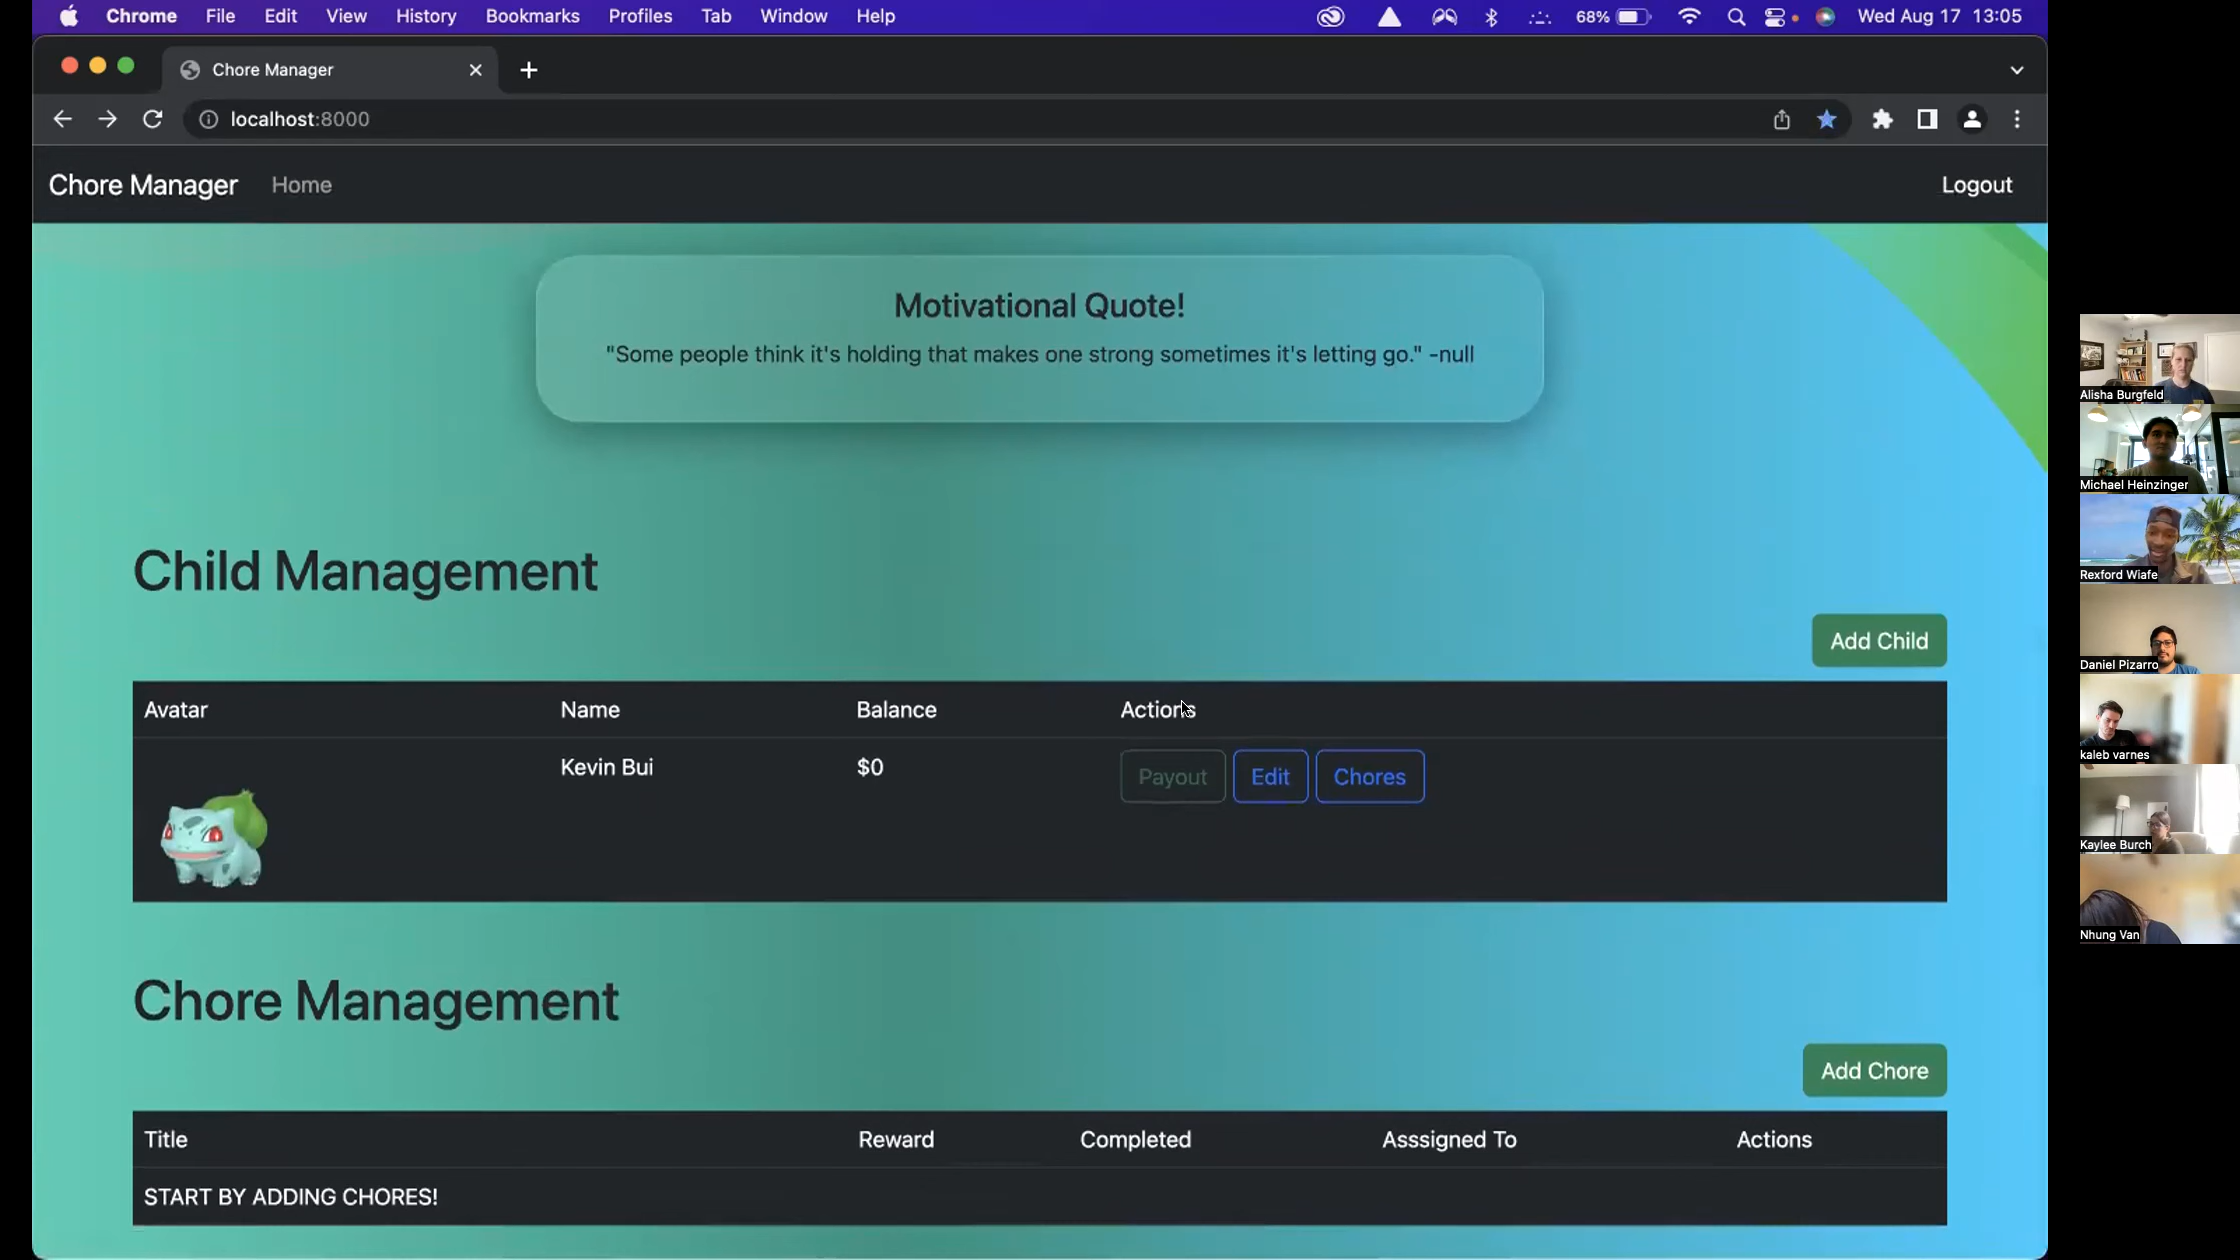 Chrome File Edit View History Bookmarks Profiles Tab Window Help 68% Wed Aug 17 13:05
Chore Manager
localhost:8000
Chore Manager Home Logout
Motivational Quote!
"Some people think it's holding that makes one strong sometimes it's letting go." -null
Child Management
Add Child
Avatar Name Balance Actions
Kevin Bui $0 Payout Edit Chores
Chore Management
Add Chore
Title Reward Completed Asssigned To Actions
START BY ADDING CHORES!
Alisha Burgfeld
Michael Heinzinger
Rexford Wiafe
Daniel Pizarro
kaleb varnes
Kaylee Burch
Nhung Van